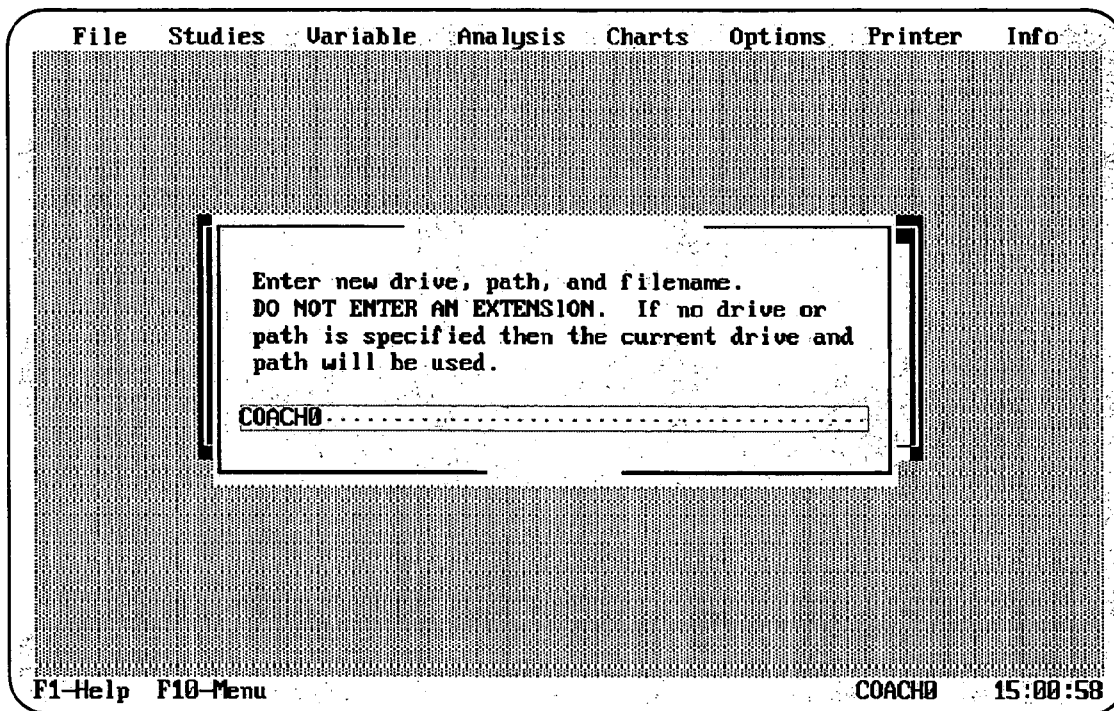 File Studies Variable Analysis Charts Options Printer Info
Enter new drive, path, and filename.
DO NOT ENTER AN EXTENSION. If no drive or
path is specified then the current drive and
path will be used.
COACH0
F1-Help F10-Menu COACH0 15:00:58